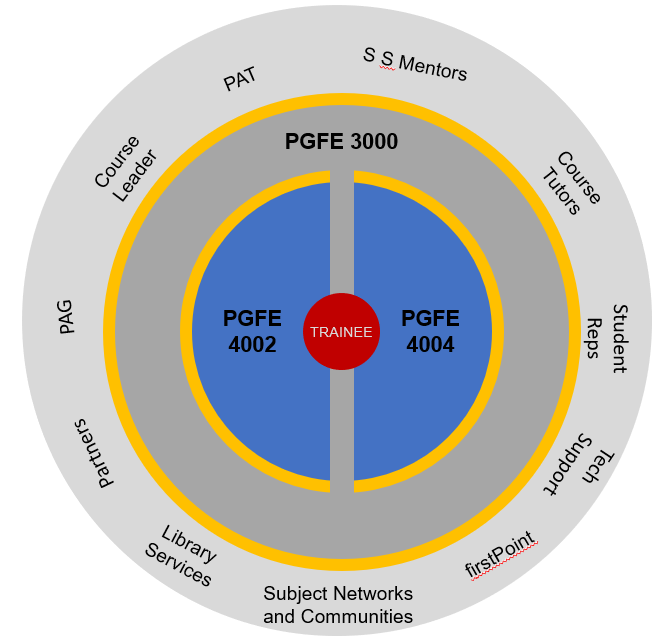 PAT
S S Mentors
Course
Leader
PGFE 3000
Course
Tutors
PAG
PGFE
4002
TRAINEE
PGFE
4004
Student
Reps
Partners
Tech
Support
Library
Services
firstPoint
Subject Networks
and Communities